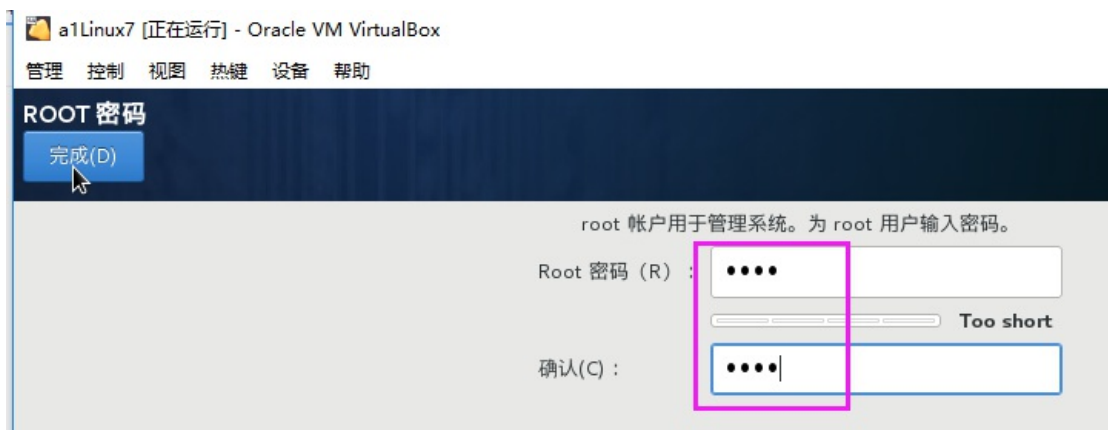 a1Linux7 [正在运行] - Oracle VM VirtualBox
管理 控制 视图 热键 设备 帮助
ROOT 密码
完成(D)
root 帐户用于管理系统。为 root 用户输入密码。
Root 密码（R）： ••••
Too short
确认(C)： ••••